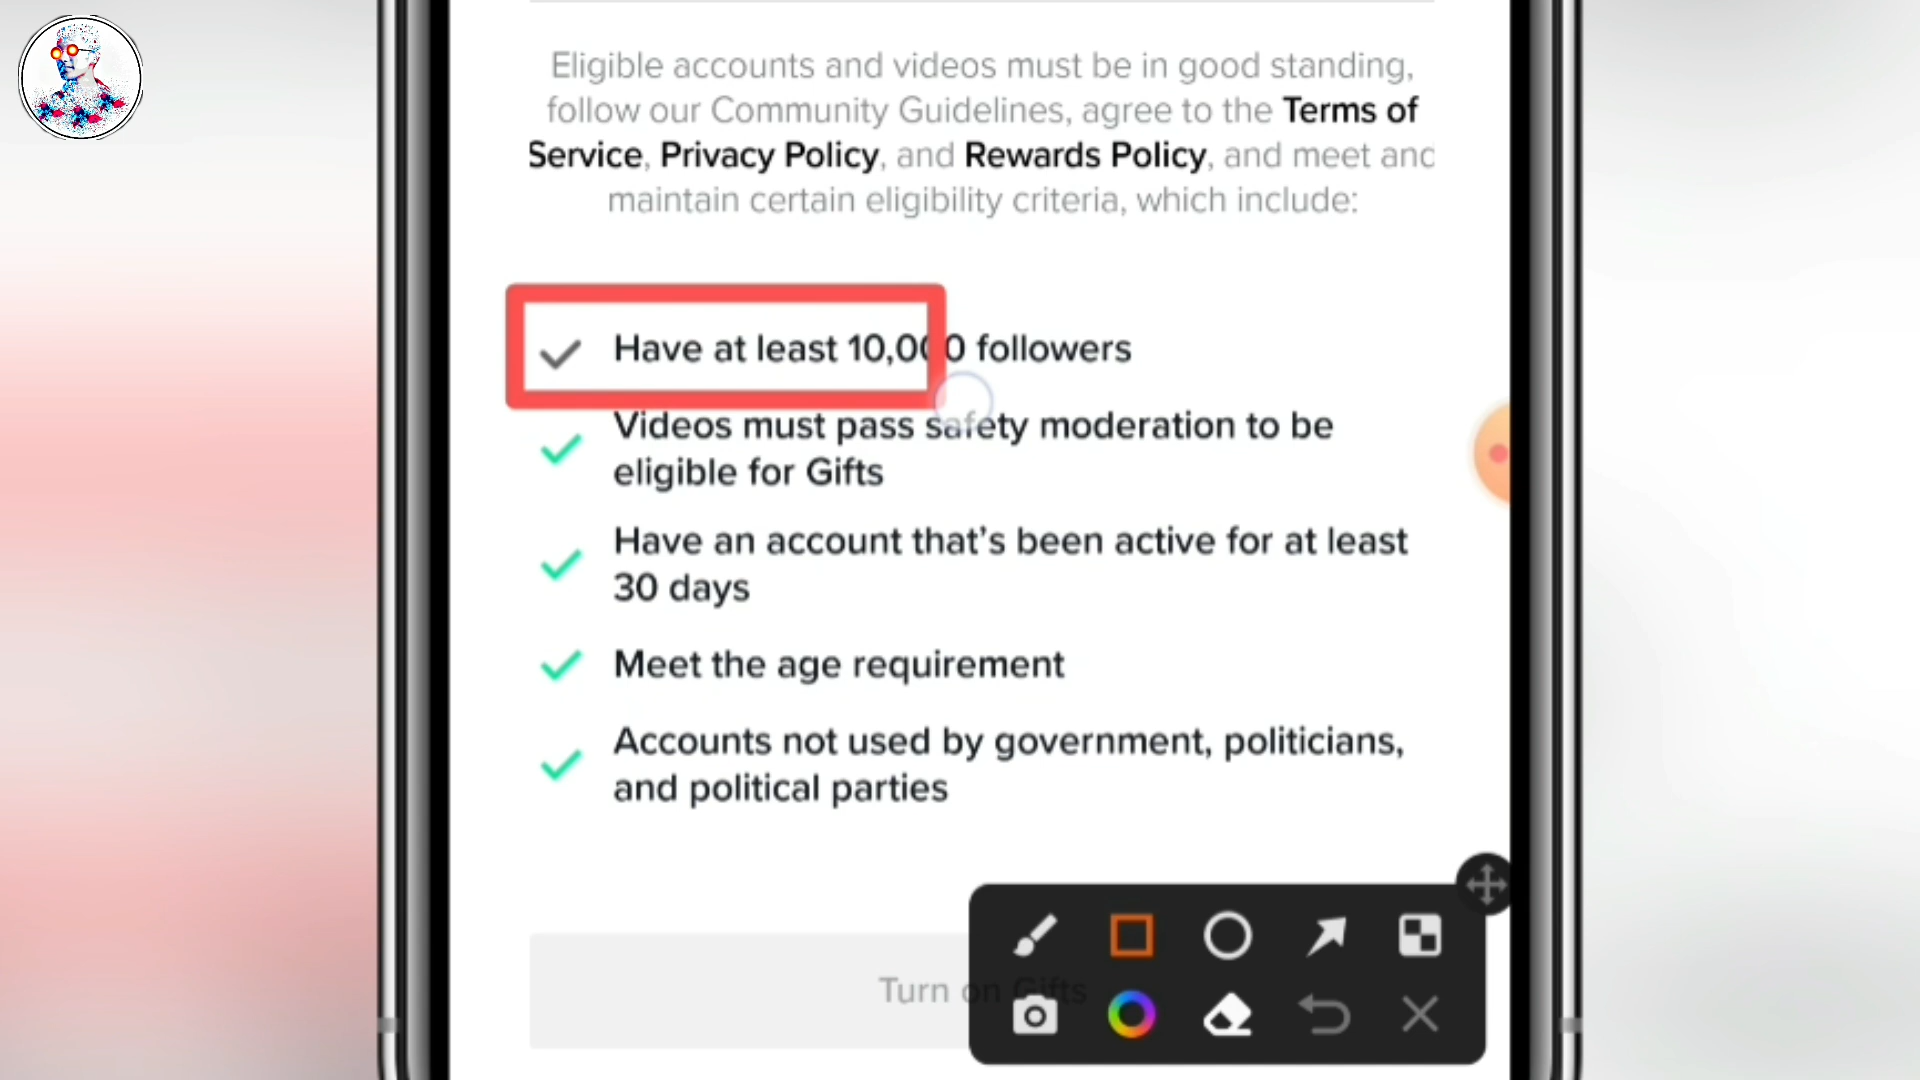 Eligible accounts and videos must be in good standing,
follow our Community Guidelines, agree to the Terms of
Service, Privacy Policy, and Rewards Policy, and meet and
maintain certain eligibility criteria, which include:
Have at least 10,000 followers
Videos must pass safety moderation to be
eligible for Gifts
Have an account that's been active for at least
30 days
Meet the age requirement
Accounts not used by government, politicians,
and political parties
Turn on Gifts